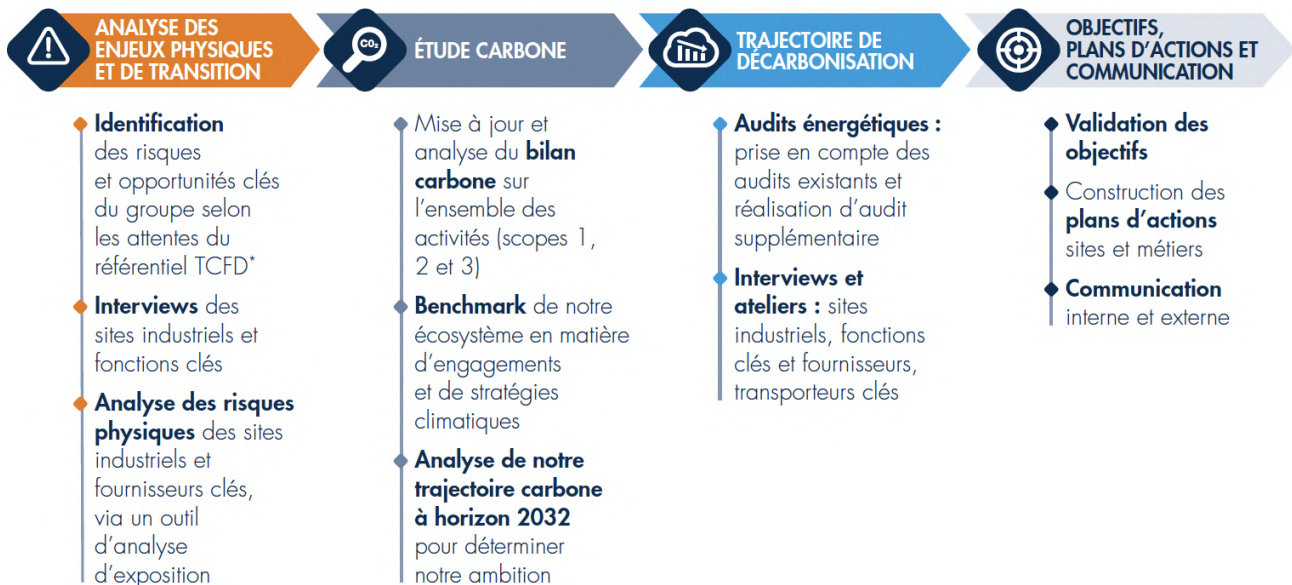 ANALYSE DES
ENJEUX PHYSIQUES
ET DE TRANSITION
Identification
des risques
et opportunités clés
du groupe selon
les attentes du
référentiel TCFD*
Interviews des
sites industriels et
fonctions clés
Analyse des risques
physiques des sites
industriels et
fournisseurs clés,
via un outil
d'analyse
d'exposition
CO₂
ÉTUDE CARBONE
Mise à jour et
analyse du bilan
carbone sur
l'ensemble des
activités (scopes 1,
2 et 3)
Benchmark de notre
écosystème en matière
d'engagements
et de stratégies
climatiques
Analyse de notre
trajectoire carbone
à horizon 2032
pour déterminer
notre ambition
TRAJECTOIRE DE
DÉCARBONISATION
Audits énergétiques :
prise en compte des
audits existants et
réalisation d'audit
supplémentaire
Interviews et
ateliers : sites
industriels, fonctions
clés et fournisseurs,
transporteurs clés
OBJECTIFS,
PLANS D'ACTIONS ET
COMMUNICATION
Validation des
objectifs
Construction des
plans d'actions
sites et métiers
Communication
interne et externe